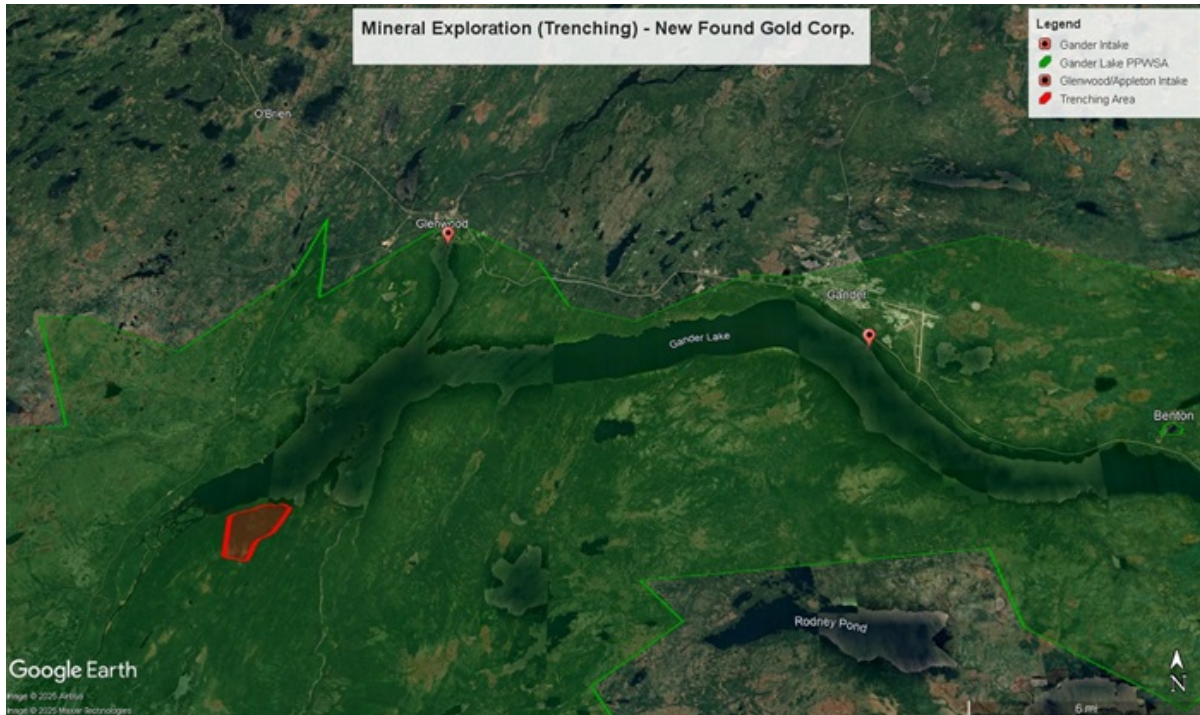 Mineral Exploration (Trenching) - New Found Gold Corp.
Legend
Gander Intake
Gander Lake PPWSA
Glenwood/Appleton Intake
Trenching Area
O'Brien
Glenwood
Gander
Gander Lake
Benton
Rodney Pond
Google Earth
Image © 2025 Airbus
Image © 2025 Maxar Technologies
N
6 mi